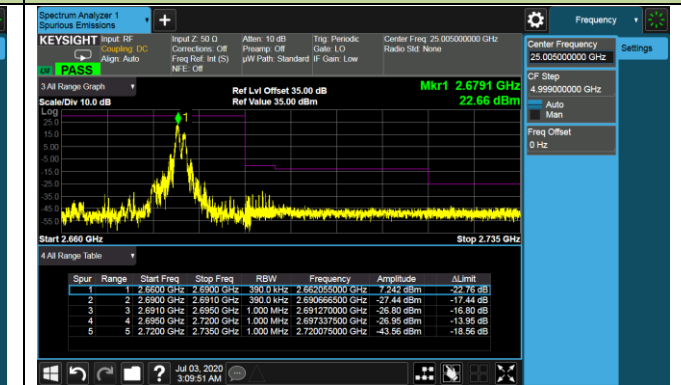 Spectrum Analyzer 1
Spurious Emissions
Frequency
KEYSIGHT Input: RF
Coupling: DC
Align: Auto
Input Z: 50 Ω
Corrections: Off
Freq Ref: Int (S)
NFE: Off
Atten: 10 dB
Preamp: Off
µW Path: Standard
Trig: Periodic
Gate: LO
IF Gain: Low
Center Freq: 25.005000000 GHz
Radio Std: None
PASS
Center Frequency
25.005000000 GHz
Settings
CF Step
4.999000000 GHz
Auto
Man
Freq Offset
0 Hz
3 All Range Graph
Ref Lvl Offset 35.00 dB
Mkr1 2.6791 GHz
Scale/Div 10.0 dB
Ref Value 35.00 dBm
22.66 dBm
Log
25.0
15.0
5.00
-5.00
-15.0
-25.0
-35.0
-45.0
-55.0
1
Start 2.660 GHz
Stop 2.735 GHz
4 All Range Table
Spur Range Start Freq Stop Freq RBW Frequency Amplitude ΔLimit
1 1 2.6600 GHz 2.6900 GHz 390.0 kHz 2.662055000 GHz 7.242 dBm -22.76 dB
2 2 2.6900 GHz 2.6910 GHz 390.0 kHz 2.690666500 GHz -27.44 dBm -17.44 dB
3 3 2.6910 GHz 2.6950 GHz 1.000 MHz 2.691270000 GHz -26.80 dBm -16.80 dB
4 4 2.6950 GHz 2.7200 GHz 1.000 MHz 2.697337500 GHz -26.95 dBm -13.95 dB
5 5 2.7200 GHz 2.7350 GHz 1.000 MHz 2.720075000 GHz -43.56 dBm -18.56 dB
Jul 03, 2020
3:09:51 AM